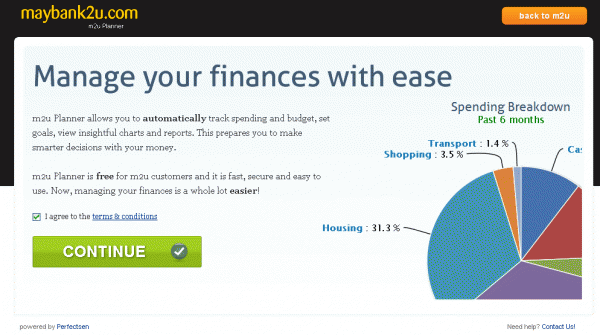 maybank2u.com
m2u Planner
back to m2u
Manage your finances with ease
m2u Planner allows you to automatically track spending and budget, set
goals, view insightful charts and reports. This prepares you to make
smarter decisions with your money.
m2u Planner is free for m2u customers and it is fast, secure and easy
to use. Now, managing your finances is a whole lot easier!
I agree to the terms & conditions
CONTINUE
Spending Breakdown
Past 6 months
Transport : 1.4 %
Shopping : 3.5 %
Housing : 31.3 %
powered by Perfectsen
Need help? Contact Us!